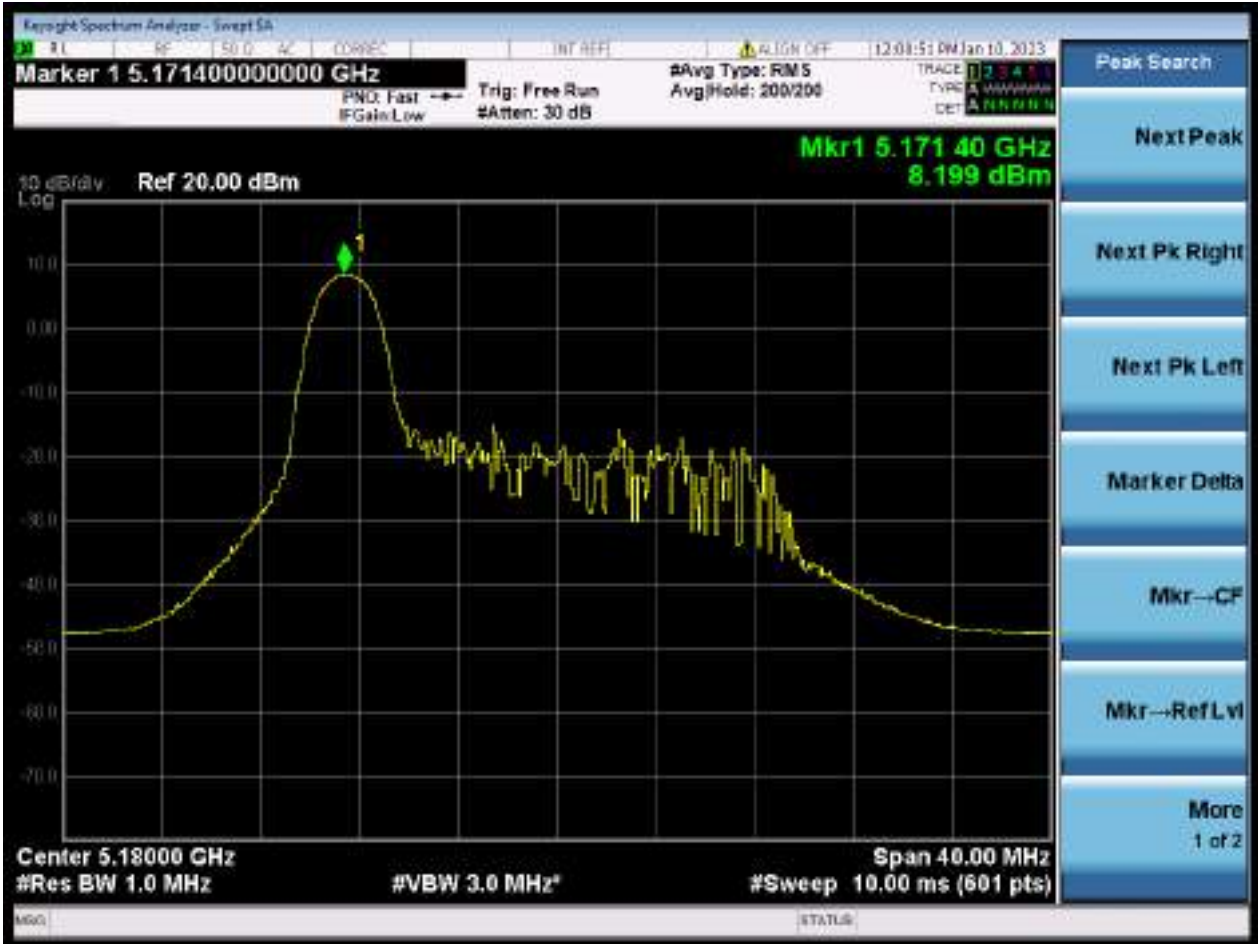 Keysight Spectrum Analyzer - Swept SA
RL RF 50 Ω AC CORREC INT REF ALIGN OFF 12:08:51 PM Jan 10, 2023
Marker 1 5.171400000000 GHz
PNO: Fast
IFGain:Low
Trig: Free Run
#Atten: 30 dB
#Avg Type: RMS
Avg|Hold: 200/200
TRACE 1 2 3 4 5 6
TYPE A WWWWW
DET A N N N N N
Mkr1 5.171 40 GHz
8.199 dBm
10 dB/div Ref 20.00 dBm
Log
1
10.0
0.00
-10.0
-20.0
-30.0
-40.0
-50.0
-60.0
-70.0
Center 5.18000 GHz
Span 40.00 MHz
#Res BW 1.0 MHz
#VBW 3.0 MHz*
#Sweep 10.00 ms (601 pts)
MSG
STATUS
Peak Search
Next Peak
Next Pk Right
Next Pk Left
Marker Delta
Mkr→CF
Mkr→Ref Lvl
More
1 of 2